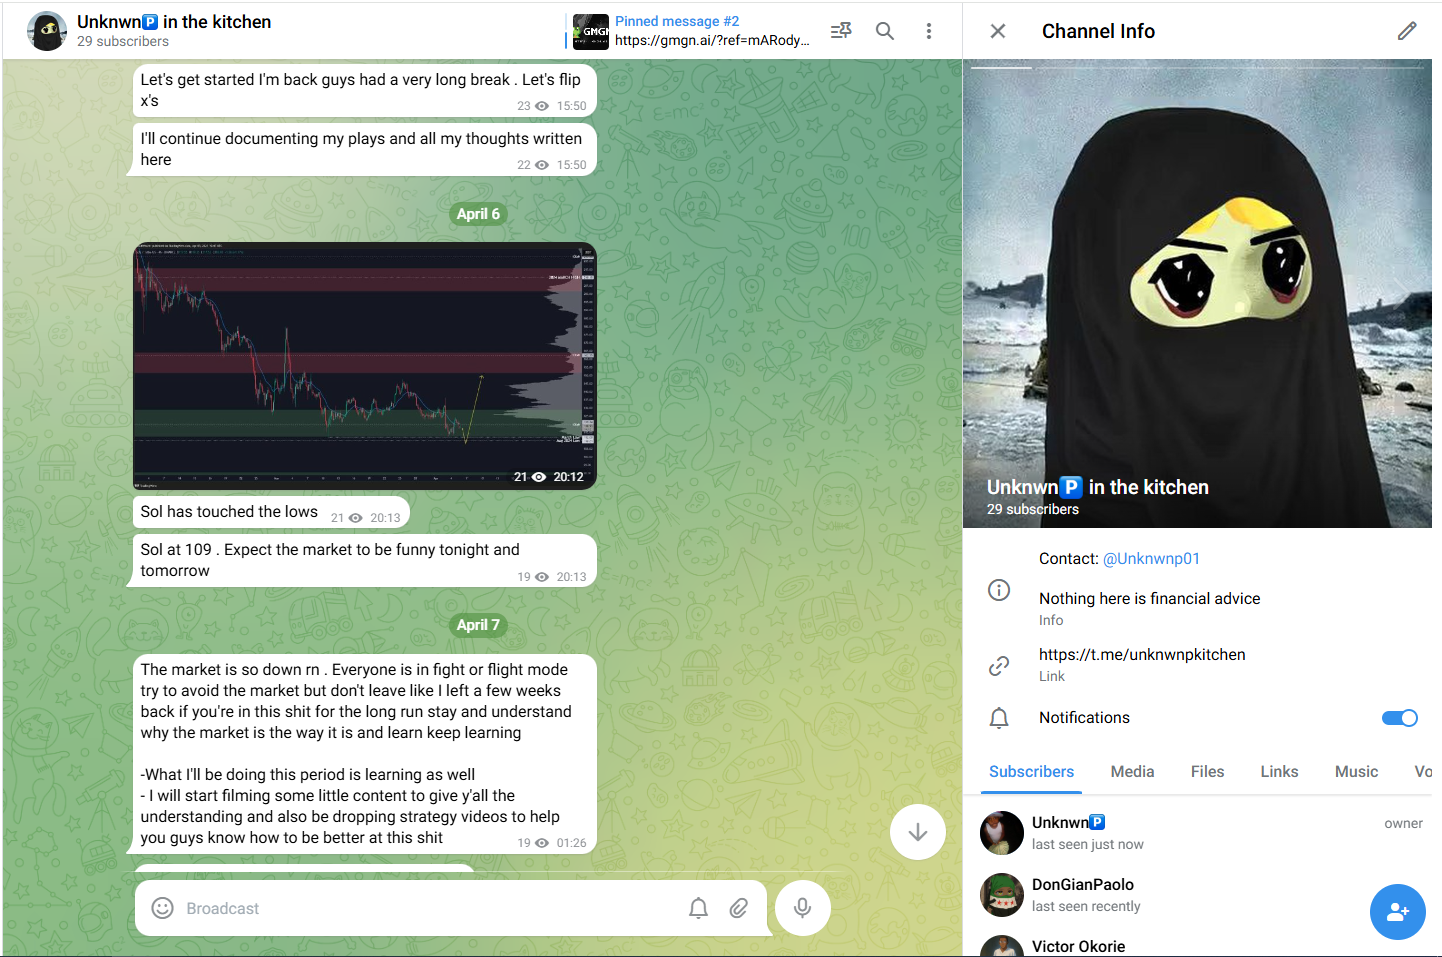 Unknwn🅿️ in the kitchen
29 subscribers
Pinned message #2
https://gmgn.ai/?ref=mARody...
GMGN
Let's get started I'm back guys had a very long break . Let's flip
x's
23 15:50
I'll continue documenting my plays and all my thoughts written
here
22 15:50
April 6
21 20:12
Sol has touched the lows
21 20:13
Sol at 109 . Expect the market to be funny tonight and
tomorrow
19 20:13
April 7
The market is so down rn . Everyone is in fight or flight mode
try to avoid the market but don't leave like I left a few weeks
back if you're in this shit for the long run stay and understand
why the market is the way it is and learn keep learning
-What I'll be doing this period is learning as well
- I will start filming some little content to give y'all the
understanding and also be dropping strategy videos to help
you guys know how to be better at this shit
19 01:26
Broadcast
Channel Info
Unknwn🅿️ in the kitchen
29 subscribers
Contact: @Unknwnp01
Nothing here is financial advice
Info
https://t.me/unknwnpkitchen
Link
Notifications
Subscribers Media Files Links Music Vo
Unknwn🅿️
owner
last seen just now
DonGianPaolo
last seen recently
Victor Okorie